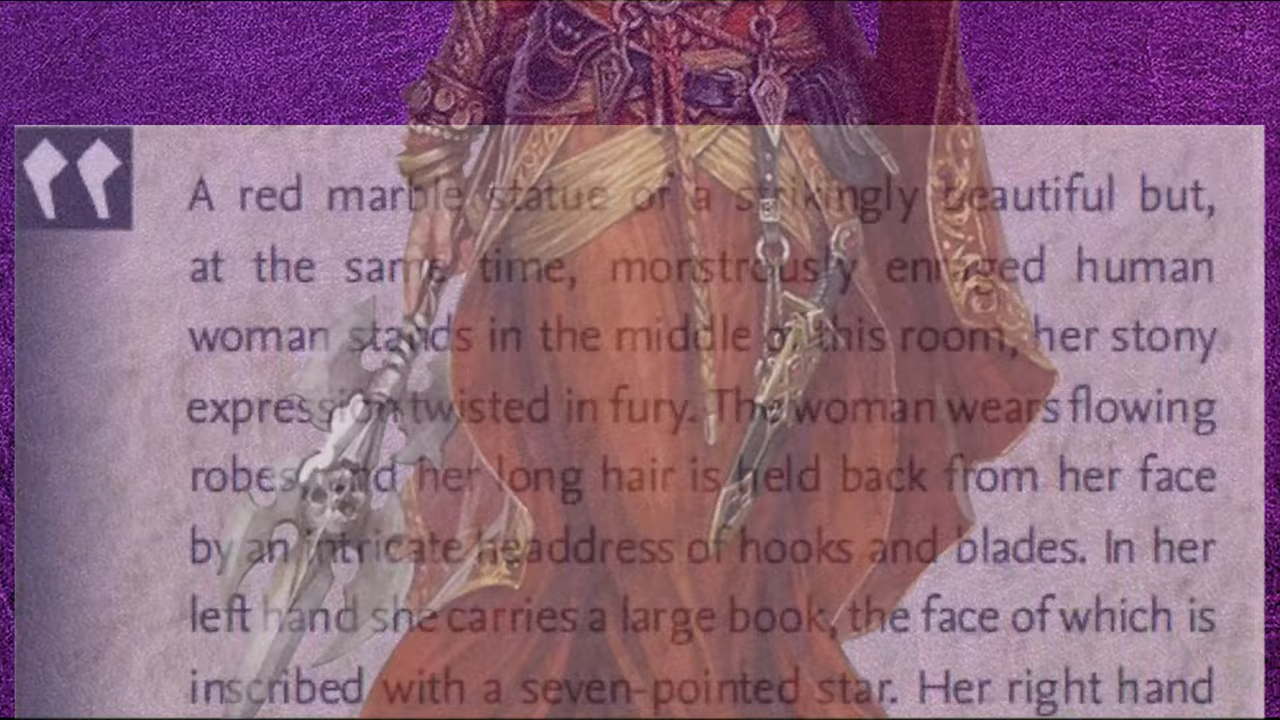 A red marble statue of a strikingly beautiful but,
at the same time, monstrously enraged human
woman stands in the middle of this room, her stony
expression twisted in fury. The woman wears flowing
robes, and her long hair is held back from her face
by an intricate headdress of hooks and blades. In her
left hand she carries a large book, the face of which is
inscribed with a seven-pointed star. Her right hand